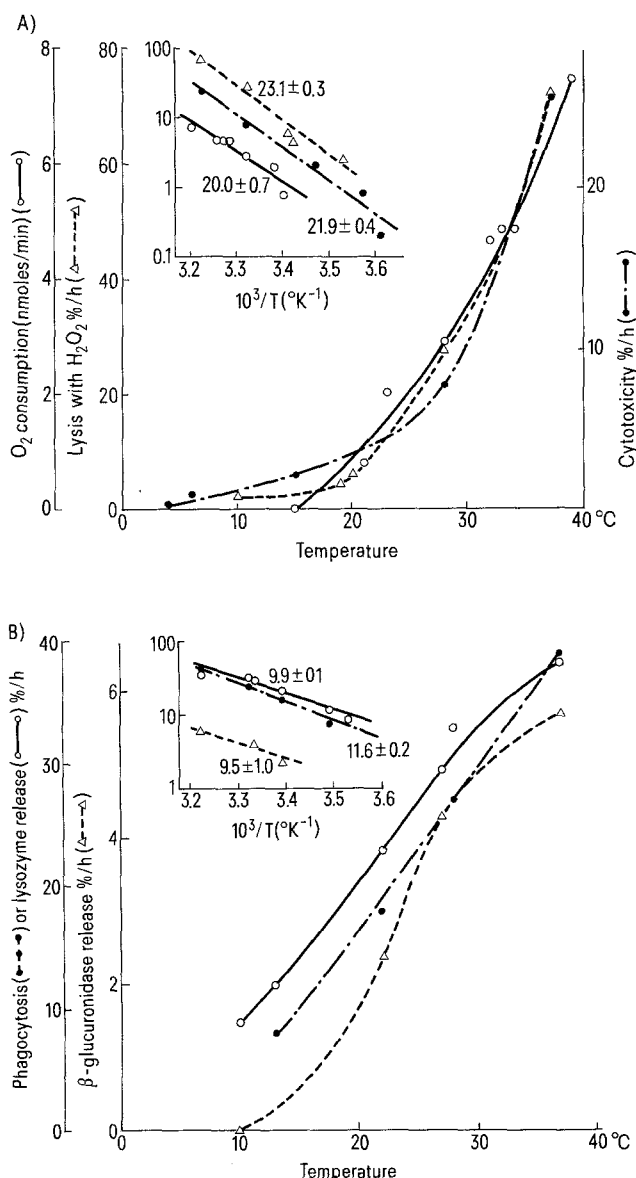 A)
O₂ consumption (nmoles/min) (○—○)
8
6
4
2
0
Lysis with H₂O₂ %/h (△----△)
80
60
40
20
0
100
10
1
0.1
23.1±0.3
20.0±0.7
21.9±0.4
3.2 3.3 3.4 3.5 3.6
10³/T(°K⁻¹)
20
10
Cytotoxicity %/h (●—·—●)
0 10 20 30 40 °C
Temperature
B)
Phagocytosis (●-●-●) or lysozyme release (○—○) %/h
40
30
20
10
0
β-glucuronidase release %/h (△---△)
6
4
2
0
100
10
1
9.9±01
11.6±0.2
9.5±1.0
3.2 3.3 3.4 3.5 3.6
10³/T(°K⁻¹)
0 10 20 30 40 °C
Temperature